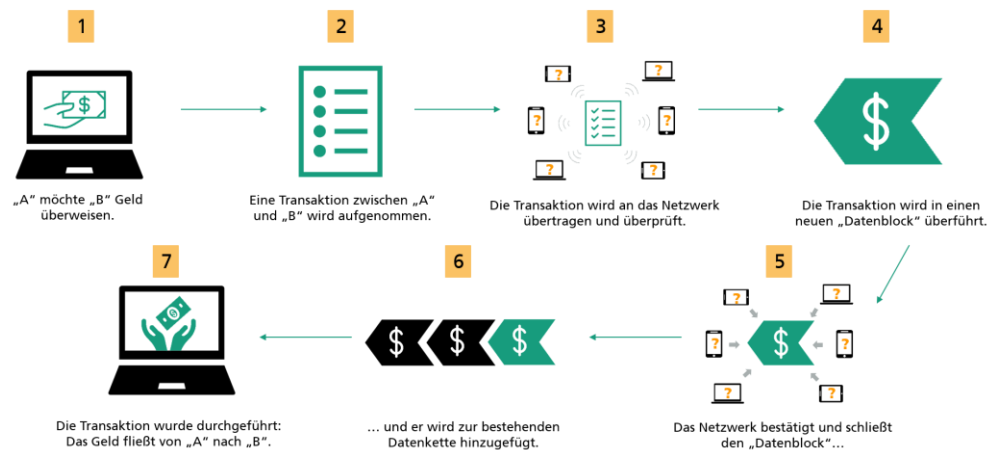 1
2
3
4
„A“ möchte „B“ Geld
überweisen.
Eine Transaktion zwischen „A“
und „B“ wird aufgenommen.
Die Transaktion wird an das Netzwerk
übertragen und überprüft.
Die Transaktion wird in einen
neuen „Datenblock“ überführt.
7
6
5
Die Transaktion wurde durchgeführt:
Das Geld fließt von „A“ nach „B“.
… und er wird zur bestehenden
Datenkette hinzugefügt.
Das Netzwerk bestätigt und schließt
den „Datenblock“…